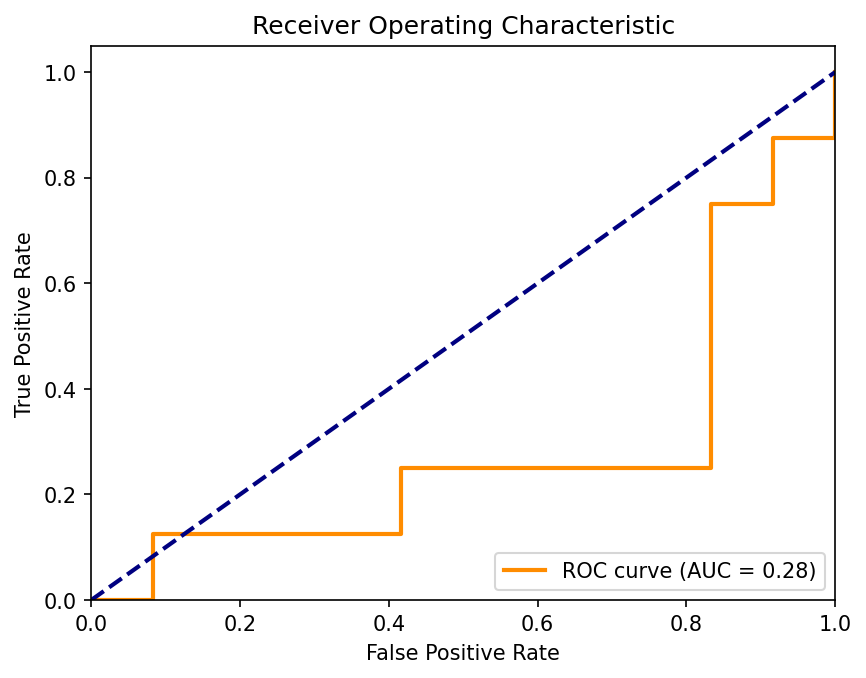 Receiver Operating Characteristic
1.0
0.8
0.6
0.4
0.2
0.0
True Positive Rate
ROC curve (AUC = 0.28)
0.0 0.2 0.4 0.6 0.8 1.0
False Positive Rate